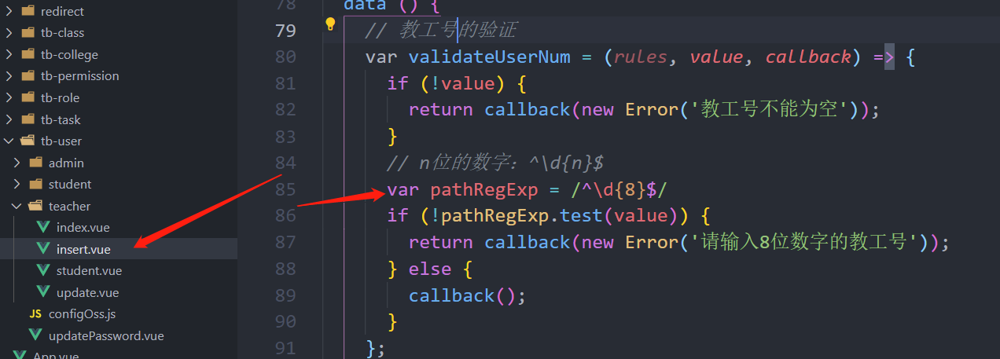 redirect
tb-class
tb-college
tb-permission
tb-role
tb-task
tb-user
admin
student
teacher
index.vue
insert.vue
student.vue
update.vue
JS configOss.js
updatePassword.vue
App.vue
78 data () {
79 // 教工号的验证
80 var validateUserNum = (rules, value, callback) => {
81 if (!value) {
82 return callback(new Error('教工号不能为空'));
83 }
84 // n位的数字：^\d{n}$
85 var pathRegExp = /^\d{8}$/
86 if (!pathRegExp.test(value)) {
87 return callback(new Error('请输入8位数字的教工号'));
88 } else {
89 callback();
90 }
91 };